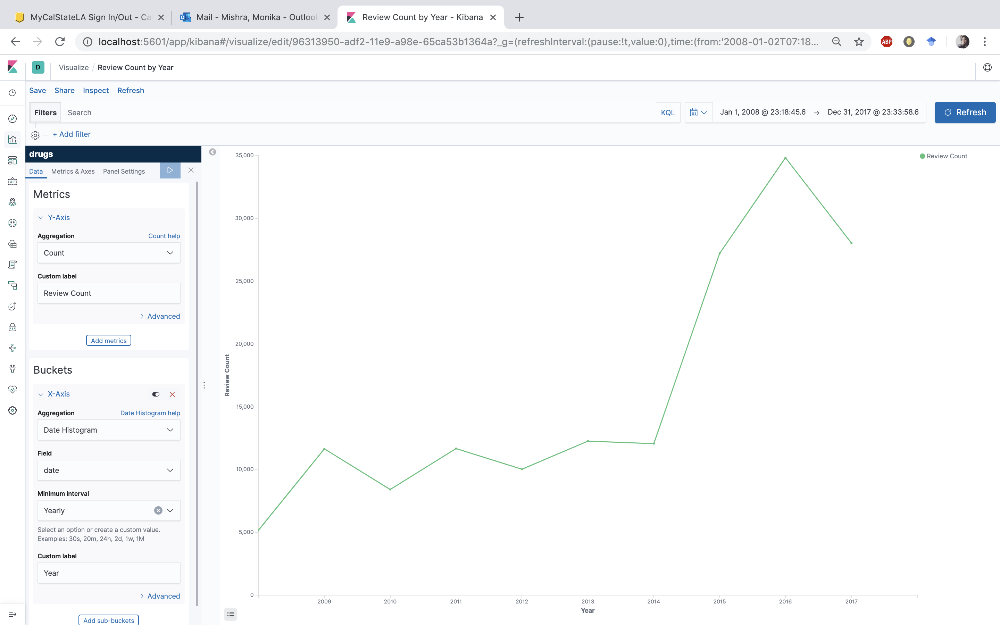 MyCalStateLA Sign In/Out - Ca
Mail - Mishra, Monika - Outlook
Review Count by Year - Kibana
localhost:5601/app/kibana#/visualize/edit/96313950-adf2-11e9-a98e-65ca53b1364a?_g=(refreshInterval:(pause:!t,value:0),time:(from:'2008-01-02T07:18...
ABP
D
Visualize / Review Count by Year
Save Share Inspect Refresh
Filters Search KQL Jan 1, 2008 @ 23:18:45.6 → Dec 31, 2017 @ 23:33:58.6 Refresh
+ Add filter
drugs
Data Metrics & Axes Panel Settings
Metrics
Y-Axis
Aggregation Count help
Count
Custom label
Review Count
Advanced
Add metrics
Buckets
X-Axis
Aggregation Date Histogram help
Date Histogram
Field
date
Minimum interval
Yearly
Select an option or create a custom value.
Examples: 30s, 20m, 24h, 2d, 1w, 1M
Custom label
Year
Advanced
Add sub-buckets
35,000
30,000
25,000
20,000
15,000
10,000
5,000
0
Review Count
2009 2010 2011 2012 2013 2014 2015 2016 2017
Year
Review Count